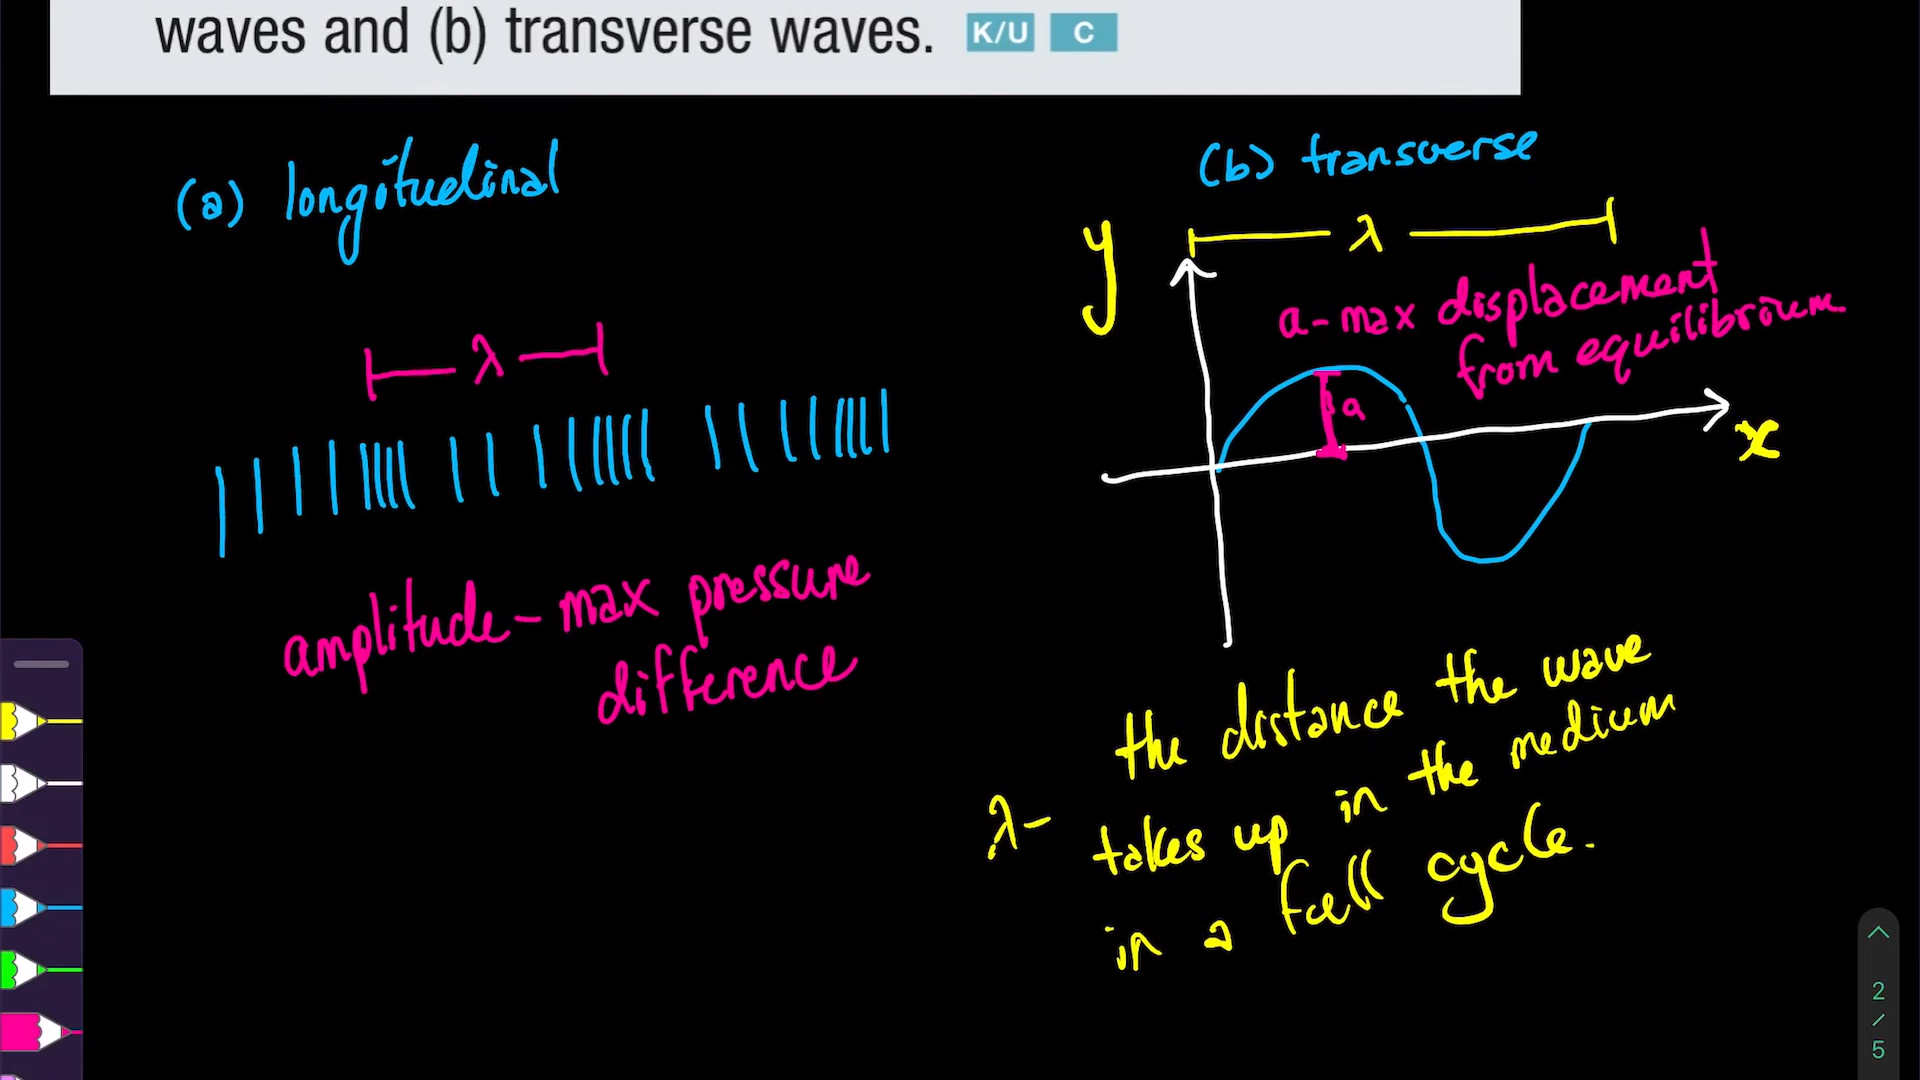 waves and (b) transverse waves. K/U C
(a) longitudinal
λ
amplitude - max pressure
difference
(b) transverse
y
λ
a - max displacement
from equilibrium
a
x
λ -
the distance the wave
takes up in the medium
in a full cycle.
2
/
5